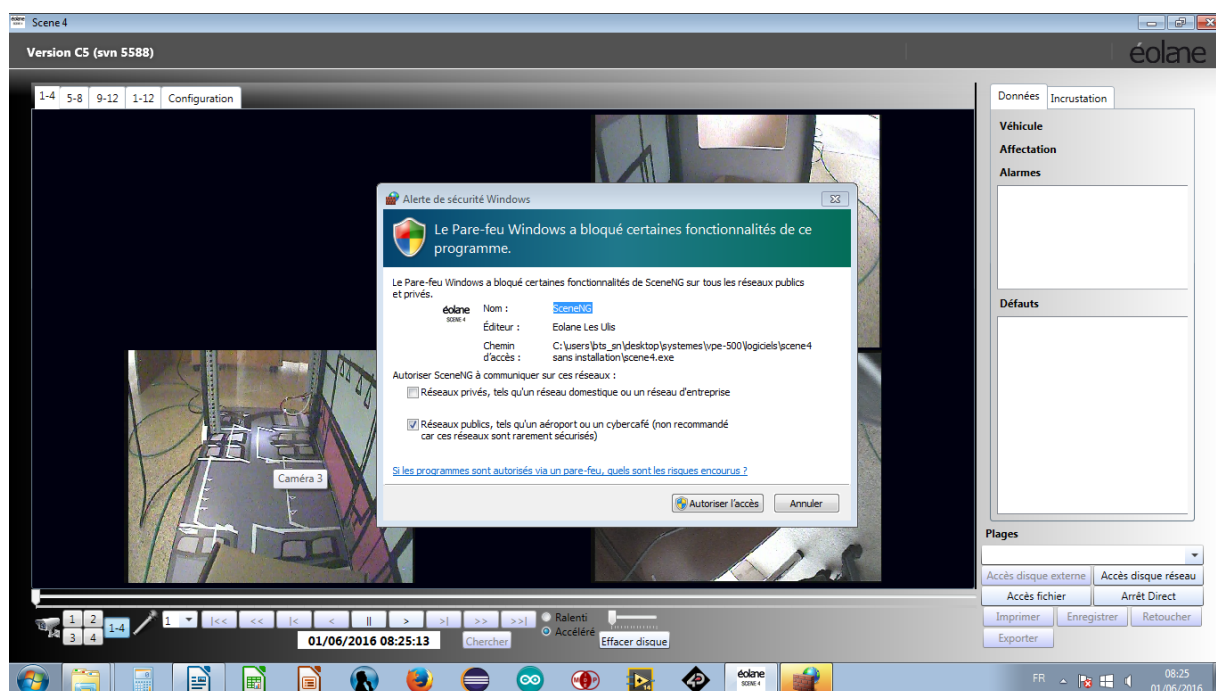 Scene 4
Version C5 (svn 5588)
éolane
1-4 5-8 9-12 1-12 Configuration
Données Incrustation
Véhicule
Affectation
Alarmes
Défauts
Plages
Accès disque externe Accès disque réseau
Accès fichier Arrêt Direct
Imprimer Enregistrer Retoucher
Exporter
Alerte de sécurité Windows
Le Pare-feu Windows a bloqué certaines fonctionnalités de ce
programme.
Le Pare-feu Windows a bloqué certaines fonctionnalités de SceneNG sur tous les réseaux publics
et privés.
éolane
SCENE 4
Nom : SceneNG
Éditeur : Eolane Les Ulis
Chemin C:\users\bts_sn\desktop\systemes\vpe-500\logiciels\scene4
d'accès : sans installation\scene4.exe
Autoriser SceneNG à communiquer sur ces réseaux :
Réseaux privés, tels qu'un réseau domestique ou un réseau d'entreprise
Réseaux publics, tels qu'un aéroport ou un cybercafé (non recommandé
car ces réseaux sont rarement sécurisés)
Si les programmes sont autorisés via un pare-feu, quels sont les risques encourus ?
Autoriser l'accès Annuler
Caméra 3
1 2
3 4
1-4
1 |<< << |< < || > >| >> >>|
Ralenti
Accéléré
01/06/2016 08:25:13 Chercher
Effacer disque
éolane
SCENE 4
FR
08:25
01/06/2016